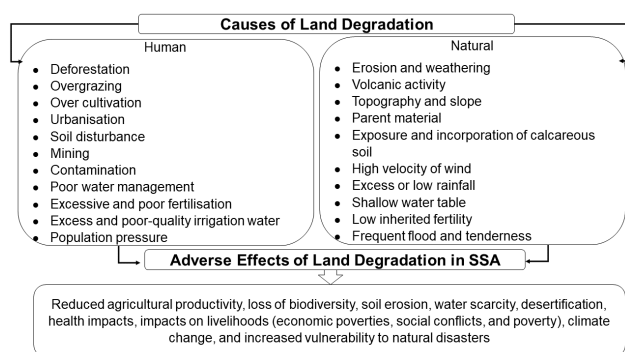 Causes of Land Degradation
Human
● Deforestation
● Overgrazing
● Over cultivation
● Urbanisation
● Soil disturbance
● Mining
● Contamination
● Poor water management
● Excessive and poor fertilisation
● Excess and poor-quality irrigation water
● Population pressure
Natural
● Erosion and weathering
● Volcanic activity
● Topography and slope
● Parent material
● Exposure and incorporation of calcareous
soil
● High velocity of wind
● Excess or low rainfall
● Shallow water table
● Low inherited fertility
● Frequent flood and tenderness
Adverse Effects of Land Degradation in SSA
Reduced agricultural productivity, loss of biodiversity, soil erosion, water scarcity, desertification,
health impacts, impacts on livelihoods (economic poverties, social conflicts, and poverty), climate
change, and increased vulnerability to natural disasters